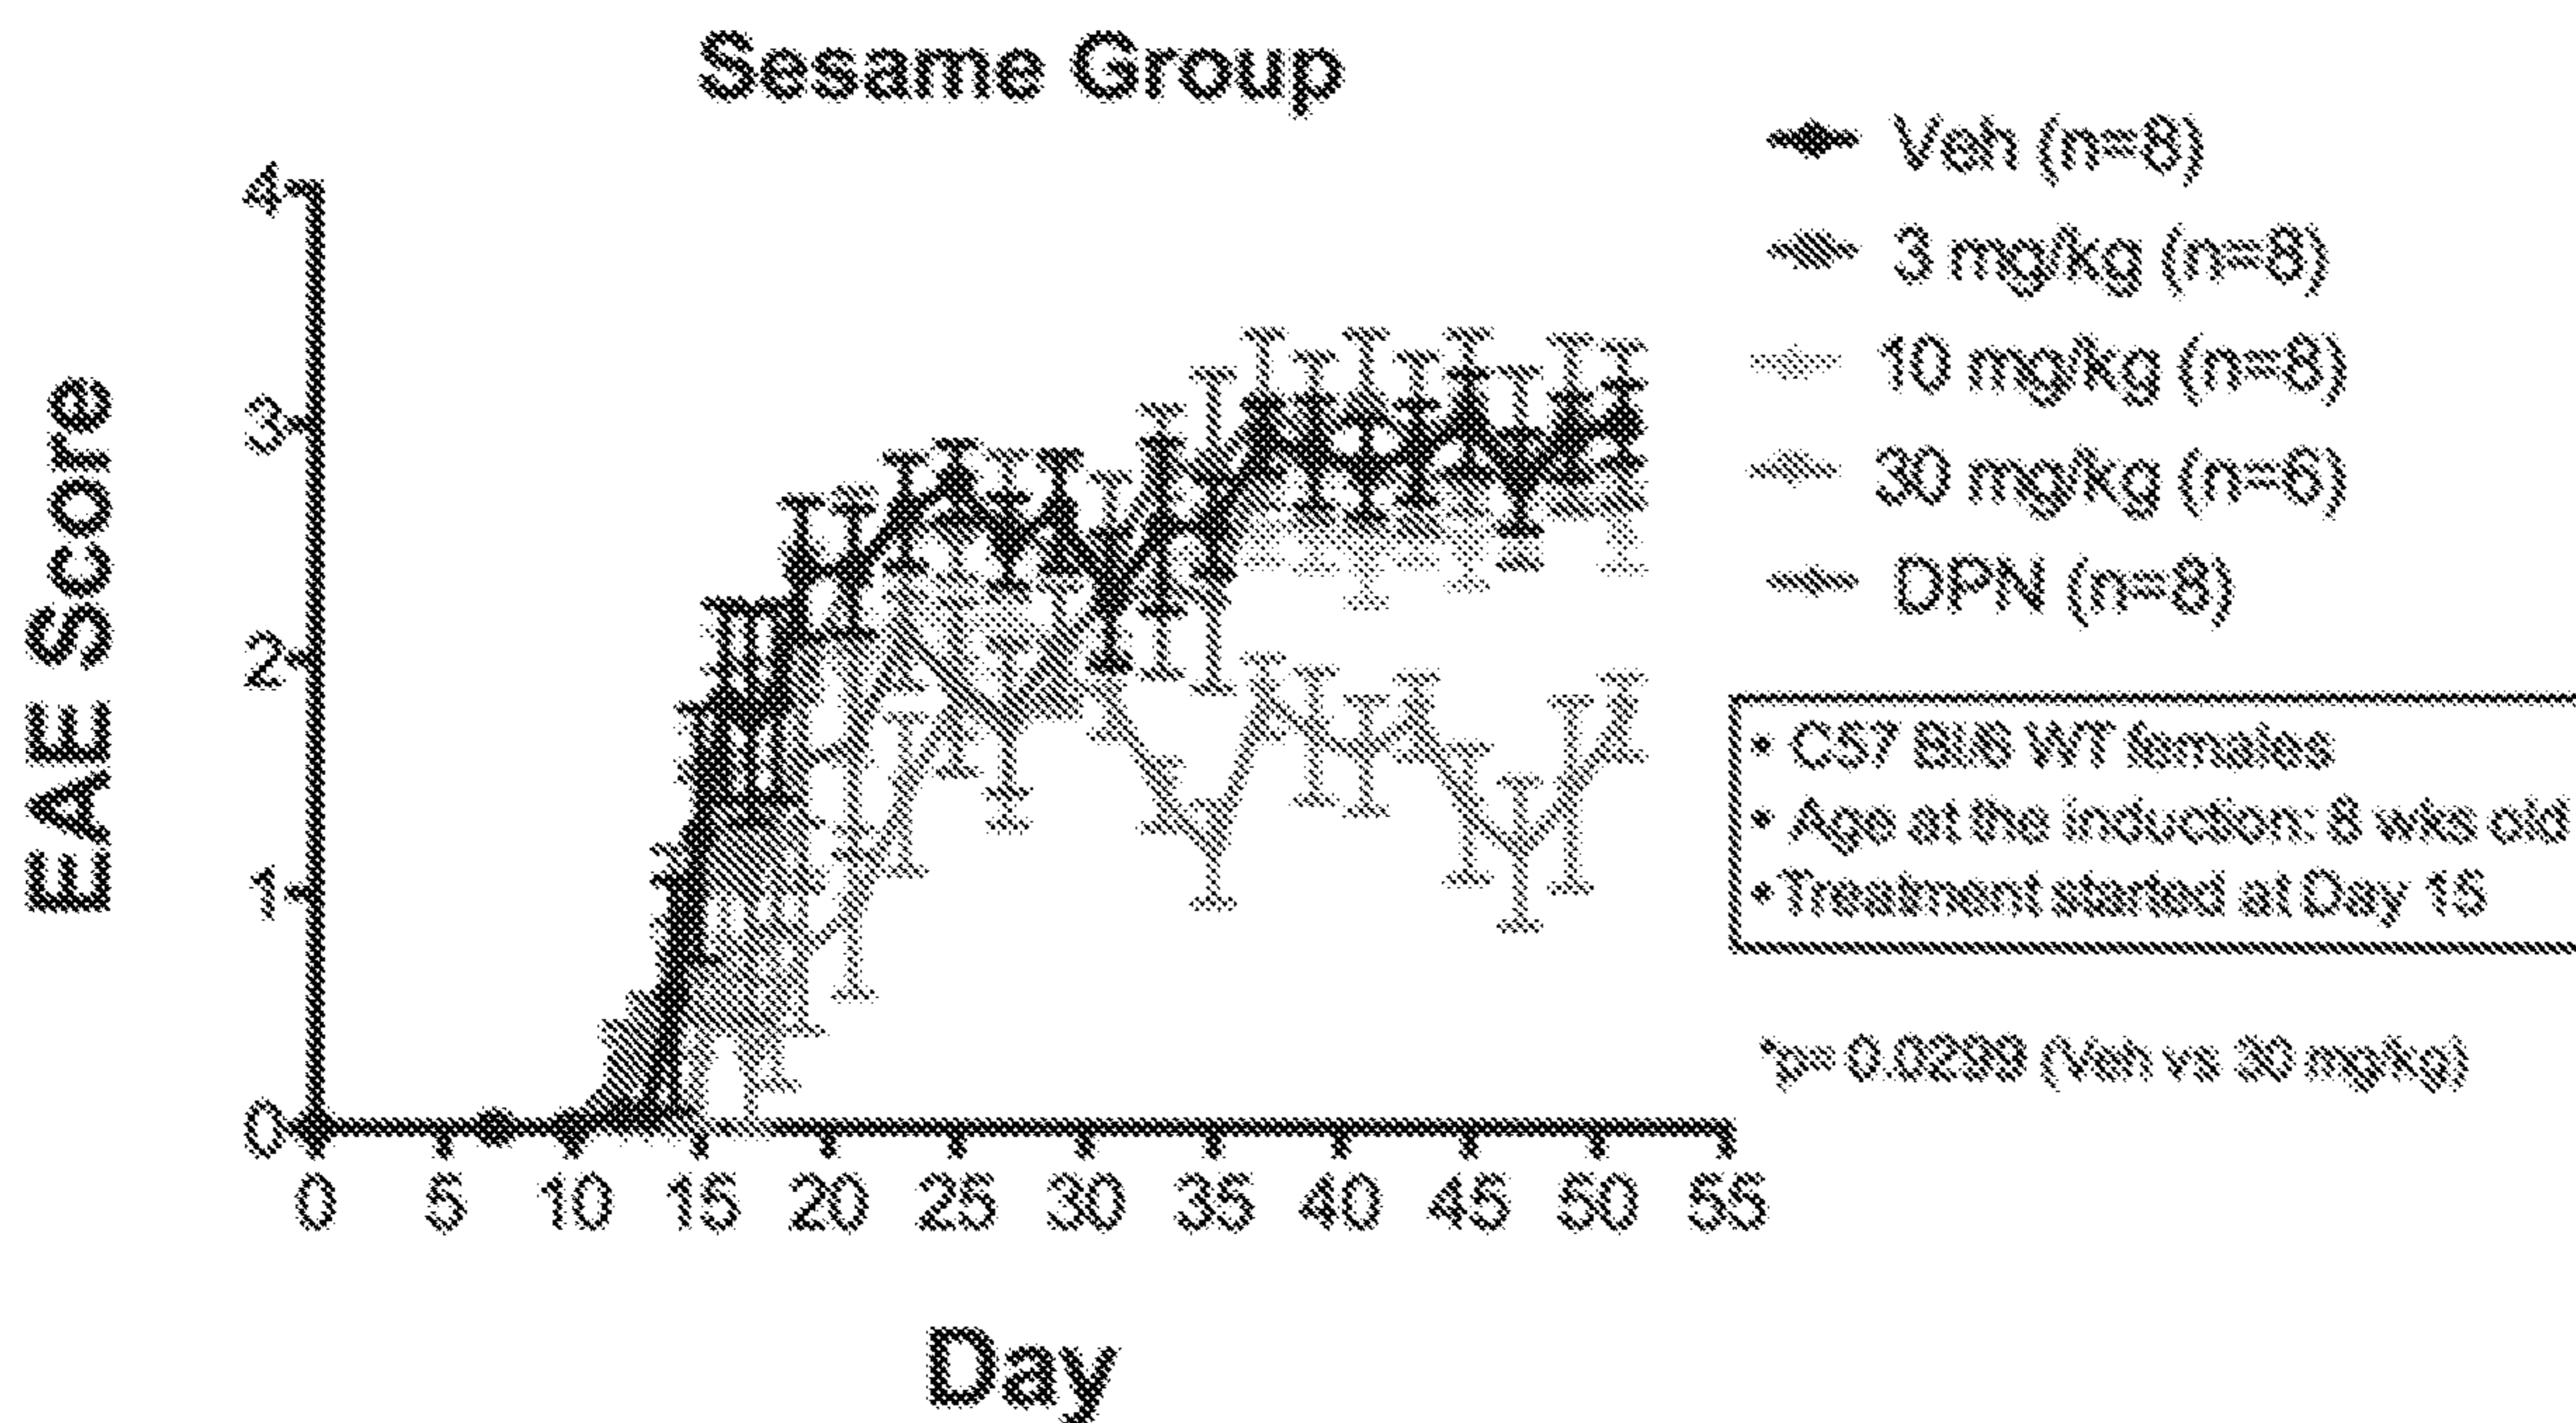 Sesame Group
EAE Score
4
3
2
1
0
0 5 10 15 20 25 30 35 40 45 50 55
Day
Veh (n=8)
3 mg/kg (n=8)
10 mg/kg (n=8)
30 mg/kg (n=6)
DPN (n=8)
• C57 Bl/6 WT females
• Age at the induction: 8 wks old
• Treatment started at Day 15
*p= 0.0299 (Veh vs 30 mg/kg)